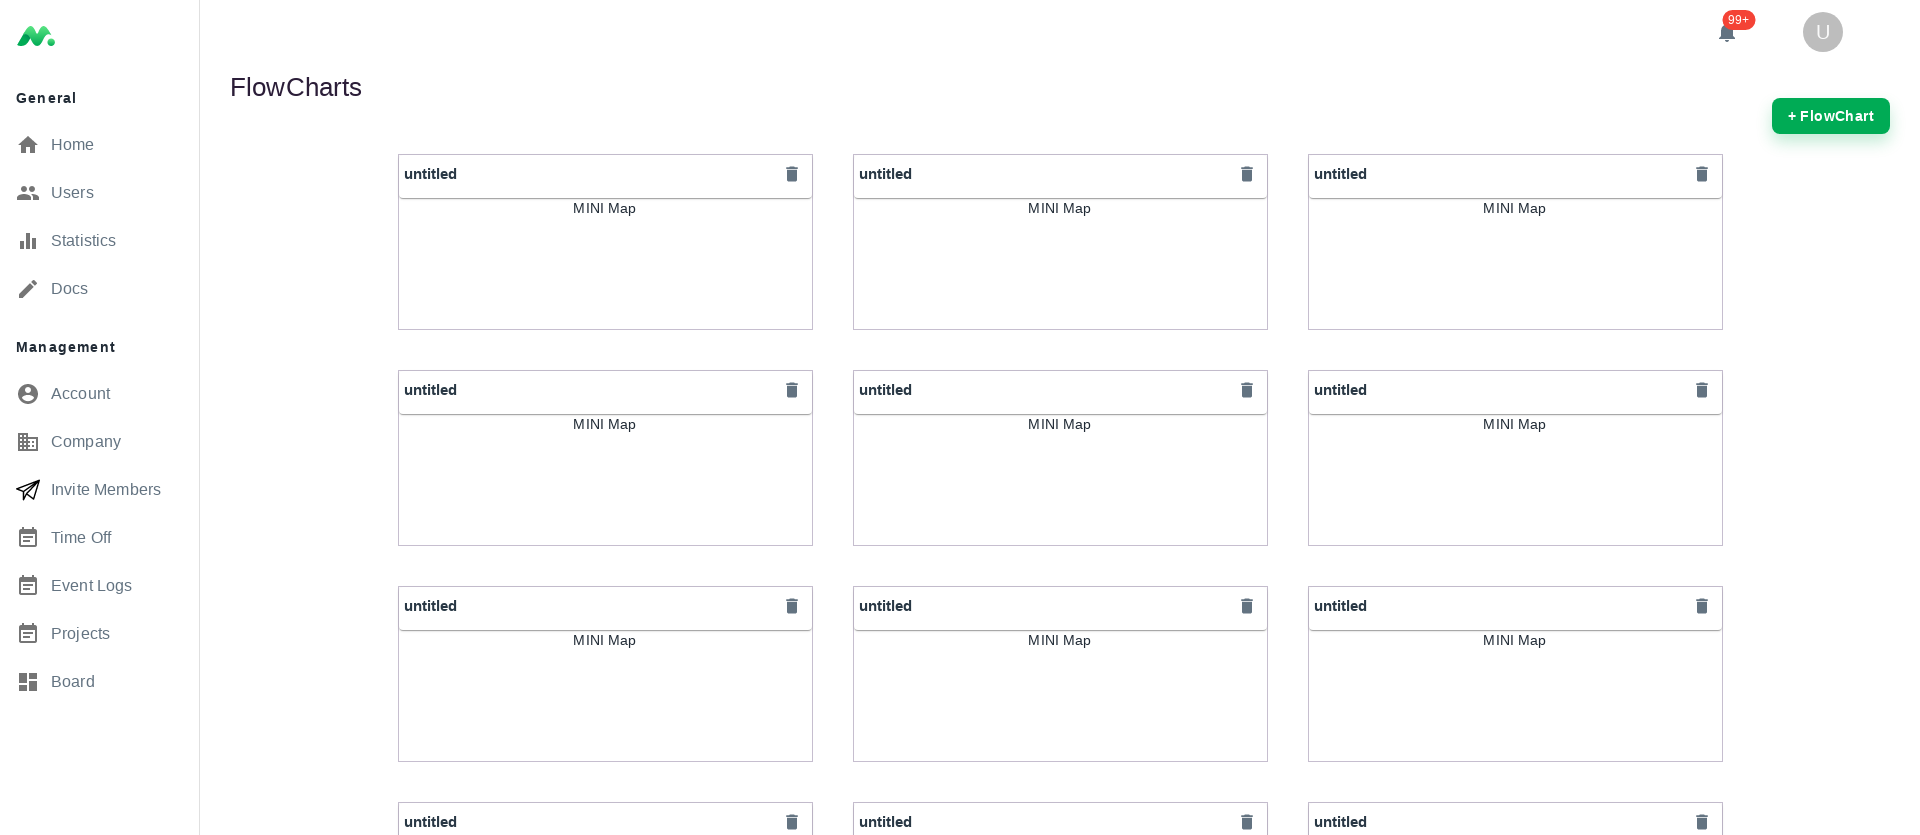 99+
U
General
Home
Users
Statistics
Docs
Management
Account
Company
Invite Members
Time Off
Event Logs
Projects
Board
FlowCharts
+ FlowChart
untitled
MINI Map
untitled
MINI Map
untitled
MINI Map
untitled
MINI Map
untitled
MINI Map
untitled
MINI Map
untitled
MINI Map
untitled
MINI Map
untitled
MINI Map
untitled
untitled
untitled